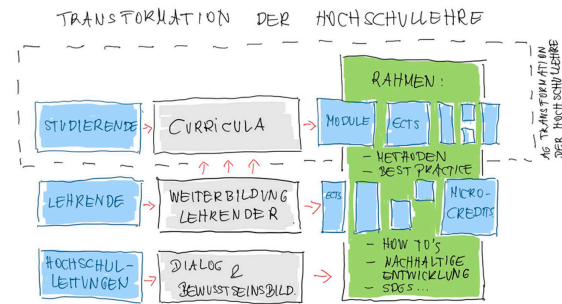 TRANSFORMATION DER HOCHSCHULLEHRE
AG TRANSFORMATION
DER HOCHSCHULLEHRE
RAHMEN:
STUDIERENDE
CURRICULA
MODULE
ECTS
- METHODEN
- BEST PRACTICE
LEHRENDE
WEITERBILDUNG
LEHRENDER
ECTS
MICRO-
CREDITS
HOCHSCHUL-
LEITUNGEN
DIALOG
&
BEWUSSTSEINSBILD.
- HOW TO'S
- NACHHALTIGE
ENTWICKLUNG
- SDGS...